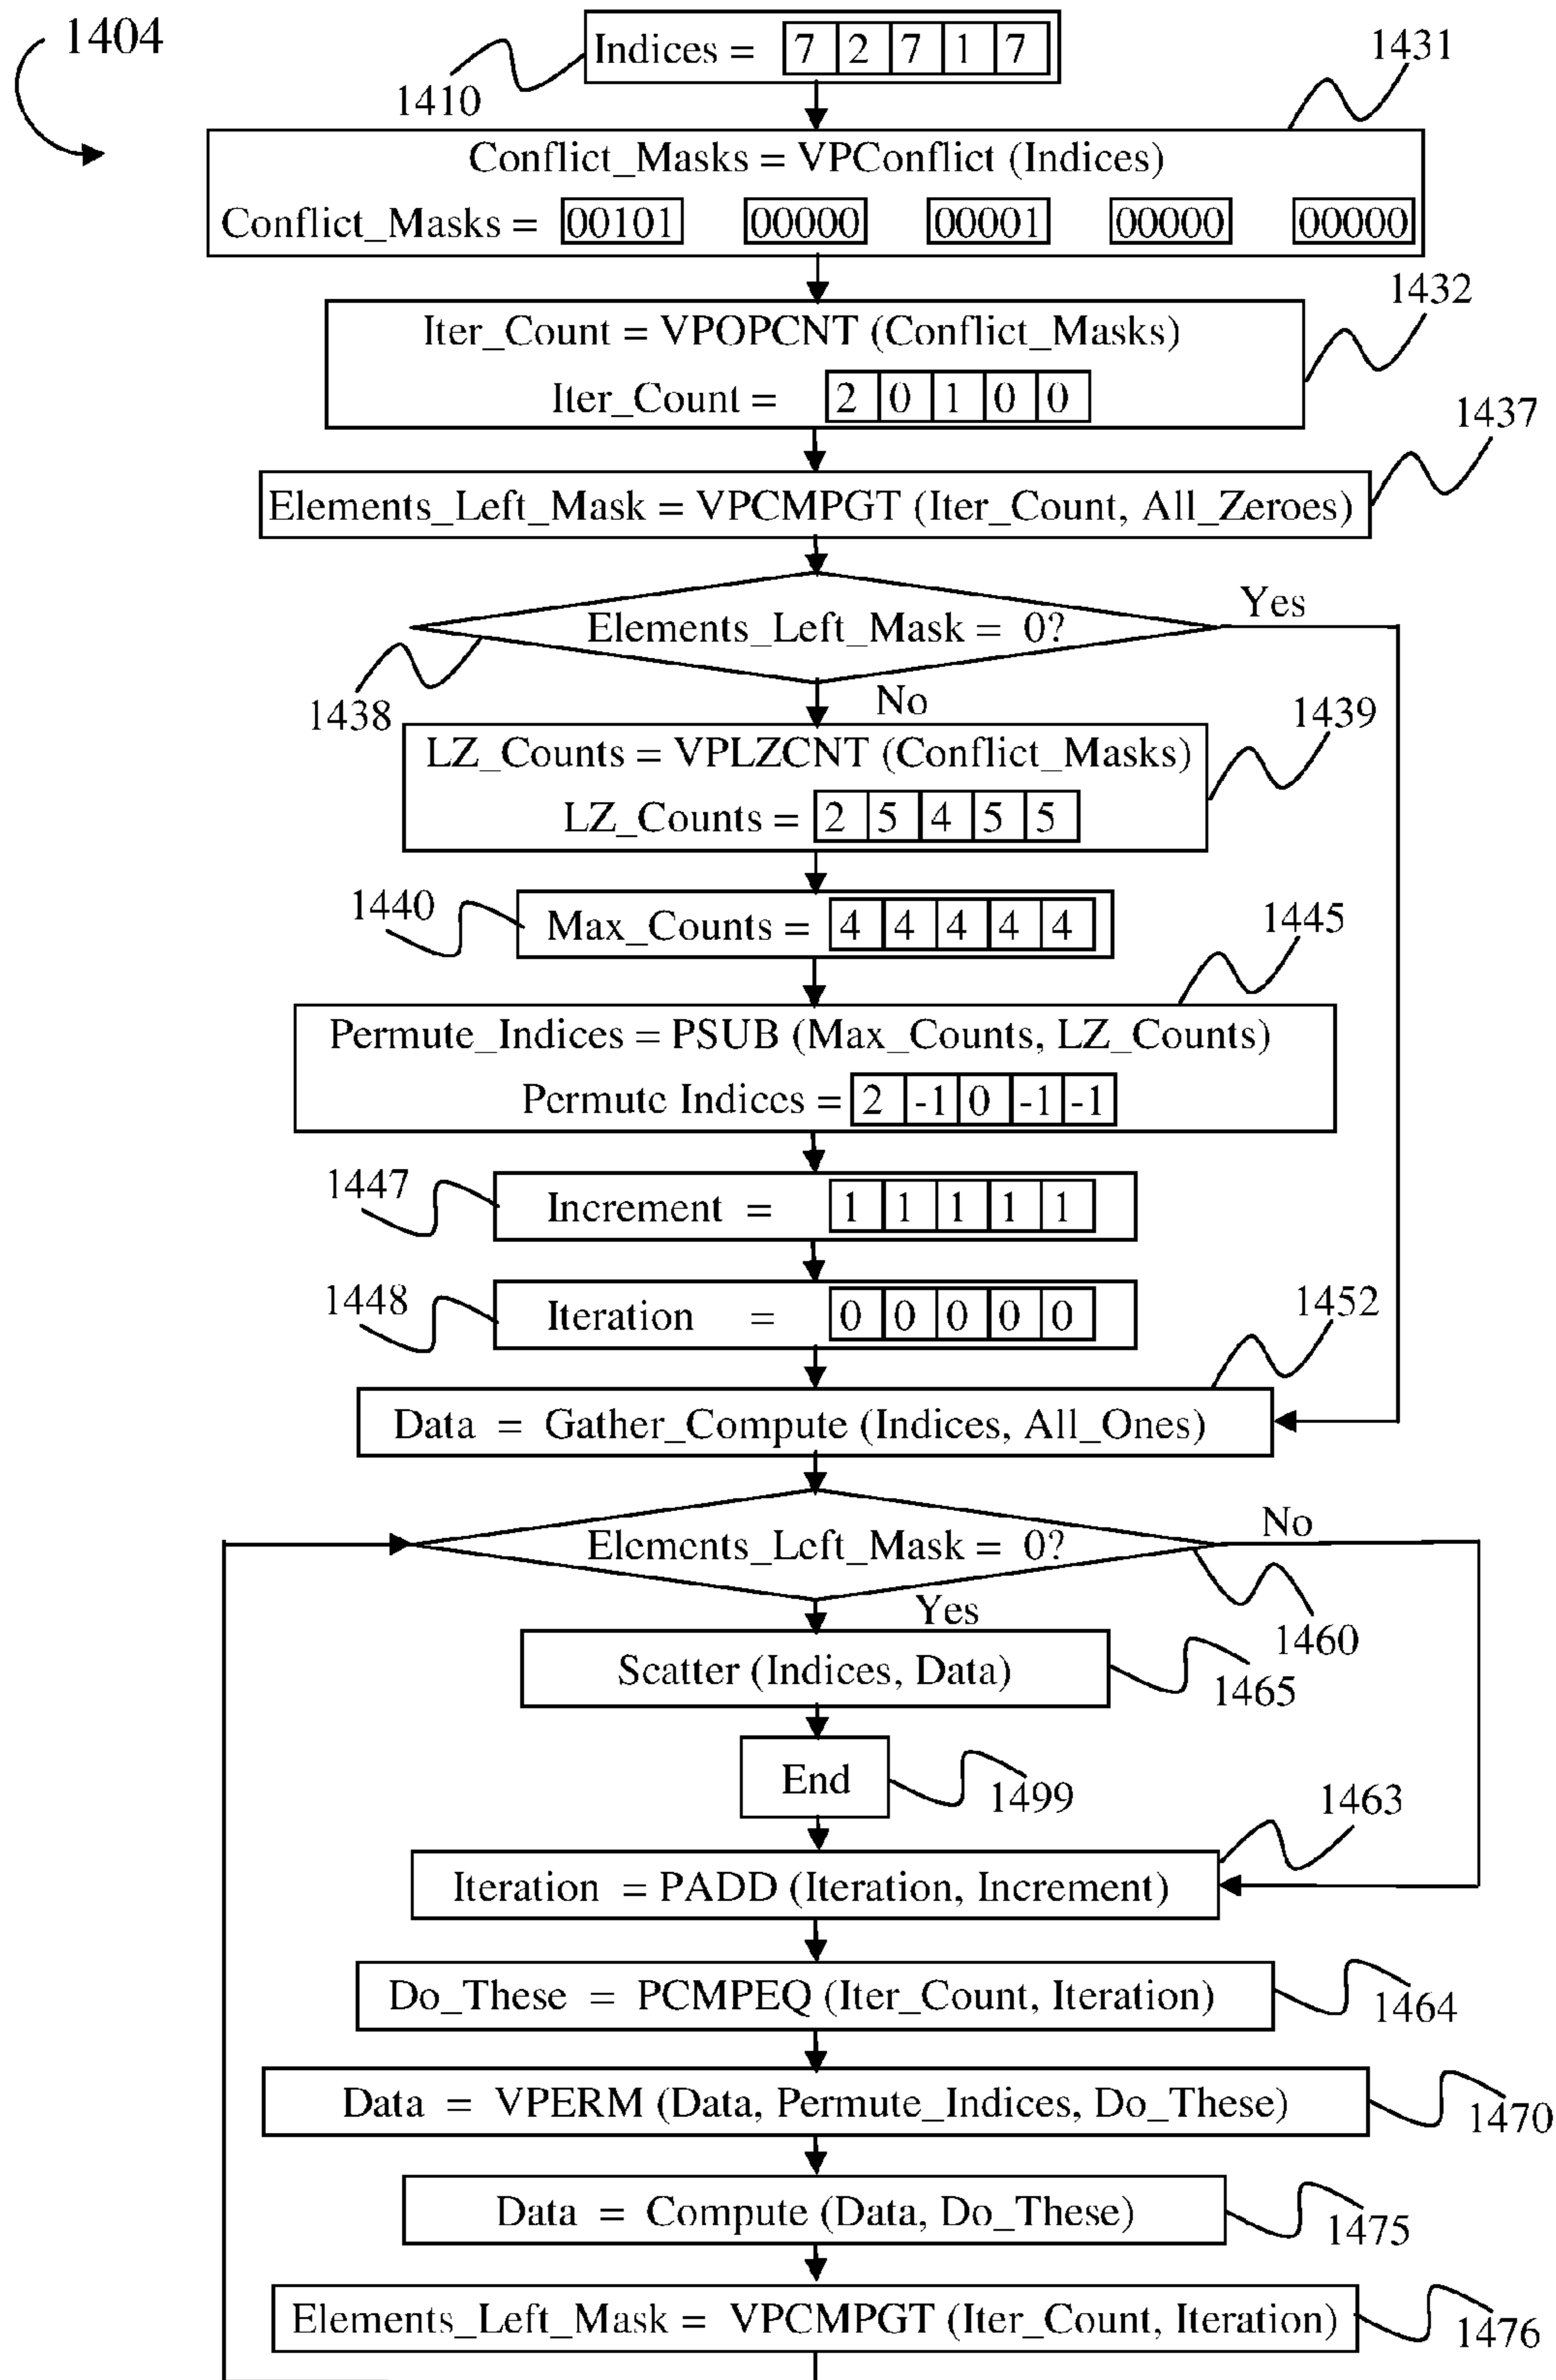 1404
Indices = 7 2 7 1 7
1410
1431
Conflict_Masks = VPConflict (Indices)
Conflict_Masks = 00101 00000 00001 00000 00000
1432
Iter_Count = VPOPCNT (Conflict_Masks)
Iter_Count = 2 0 1 0 0
1437
Elements_Left_Mask = VPCMPGT (Iter_Count, All_Zeroes)
Elements_Left_Mask = 0?
Yes
1438
No
1439
LZ_Counts = VPLZCNT (Conflict_Masks)
LZ_Counts = 2 5 4 5 5
1440
Max_Counts = 4 4 4 4 4
1445
Permute_Indices = PSUB (Max_Counts, LZ_Counts)
Permute Indices = 2 -1 0 -1 -1
1447
Increment = 1 1 1 1 1
1448
Iteration = 0 0 0 0 0
1452
Data = Gather_Compute (Indices, All_Ones)
Elements_Left_Mask = 0?
No
Yes
1460
Scatter (Indices, Data)
1465
End
1499
1463
Iteration = PADD (Iteration, Increment)
Do_These = PCMPEQ (Iter_Count, Iteration)
1464
Data = VPERM (Data, Permute_Indices, Do_These)
1470
Data = Compute (Data, Do_These)
1475
Elements_Left_Mask = VPCMPGT (Iter_Count, Iteration)
1476